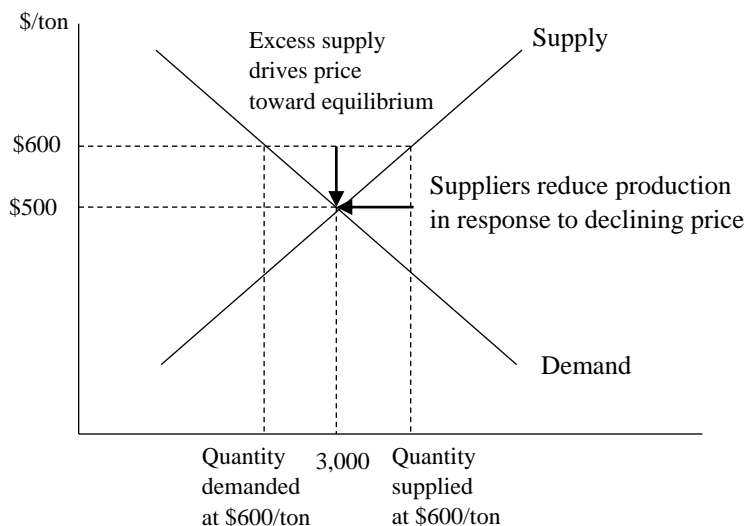 $/ton
Excess supply
drives price
toward equilibrium
Supply
$600
$500
Suppliers reduce production
in response to declining price
Demand
Quantity
demanded
at $600/ton
3,000
Quantity
supplied
at $600/ton